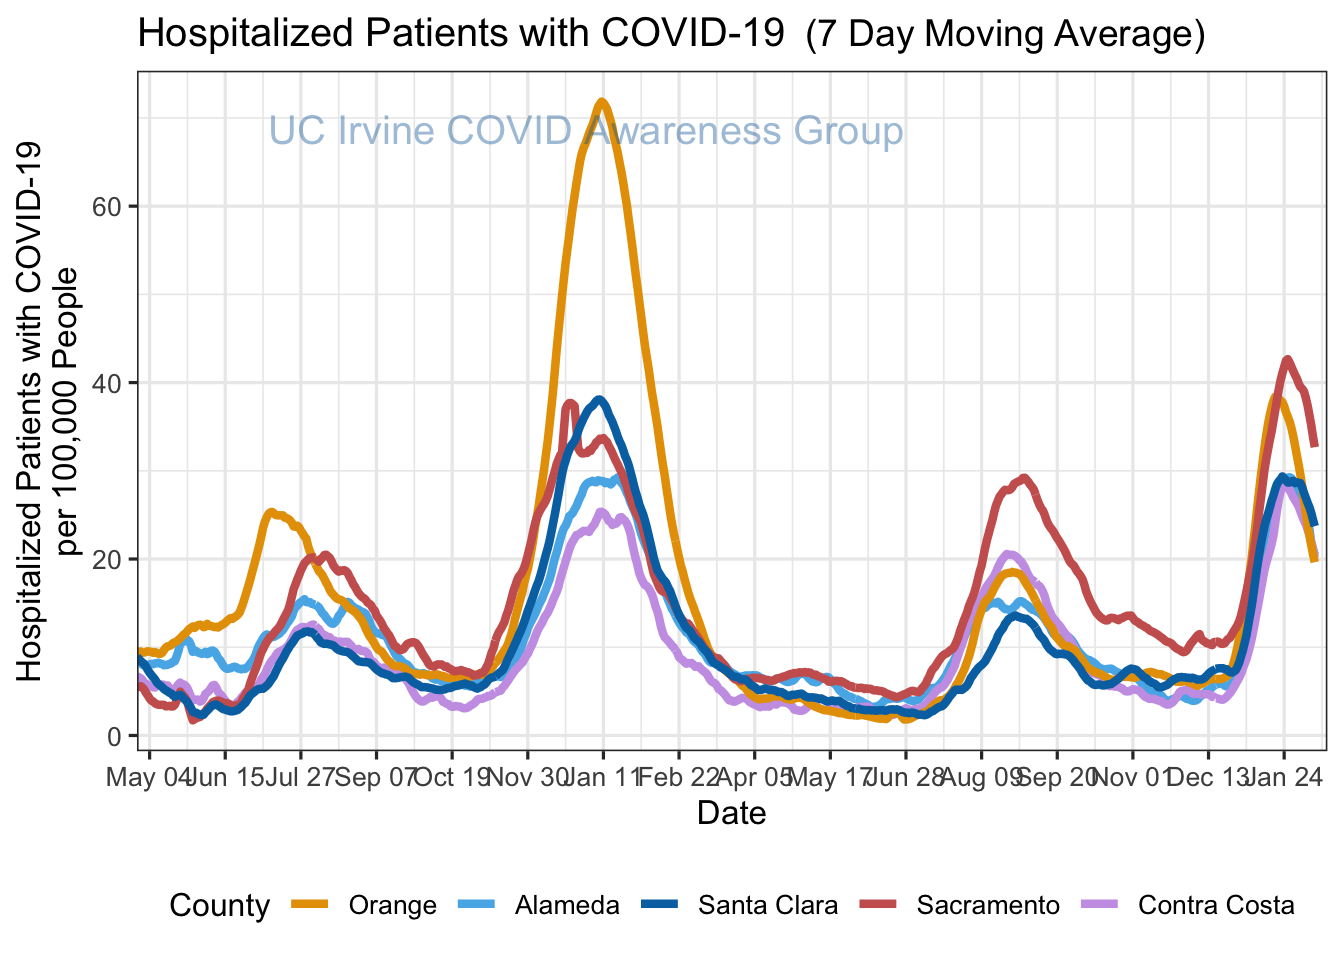 Hospitalized Patients with COVID-19 (7 Day Moving Average)
UC Irvine COVID Awareness Group
Hospitalized Patients with COVID-19
per 100,000 People
60
40
20
0
May 04 Jun 15 Jul 27 Sep 07 Oct 19 Nov 30 Jan 11 Feb 22 Apr 05 May 17 Jun 28 Aug 09 Sep 20 Nov 01 Dec 13 Jan 24
Date
County Orange Alameda Santa Clara Sacramento Contra Costa